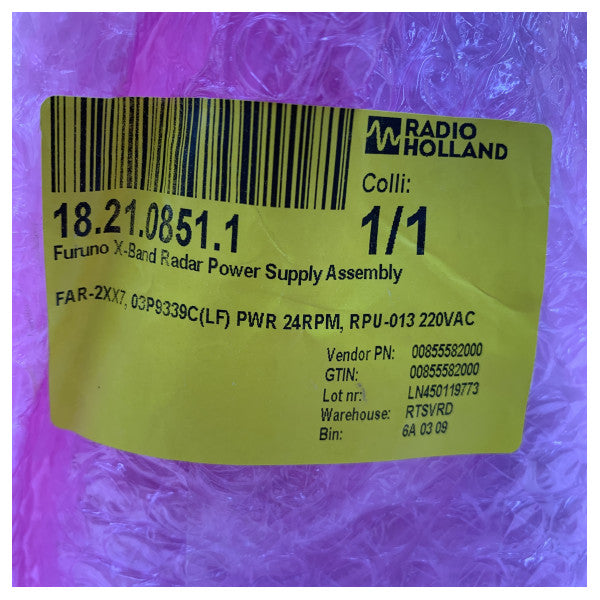 RADIO
HOLLAND
Colli:
18.21.0851.1
1/1
Furuno X-Band Radar Power Supply Assembly
FAR-2XX7, 03P9339C(LF) PWR 24RPM, RPU-013 220VAC
Vendor PN: 00855582000
GTIN: 00855582000
Lot nr: LN450119773
Warehouse: RTSVRD
Bin: 6A 03 09